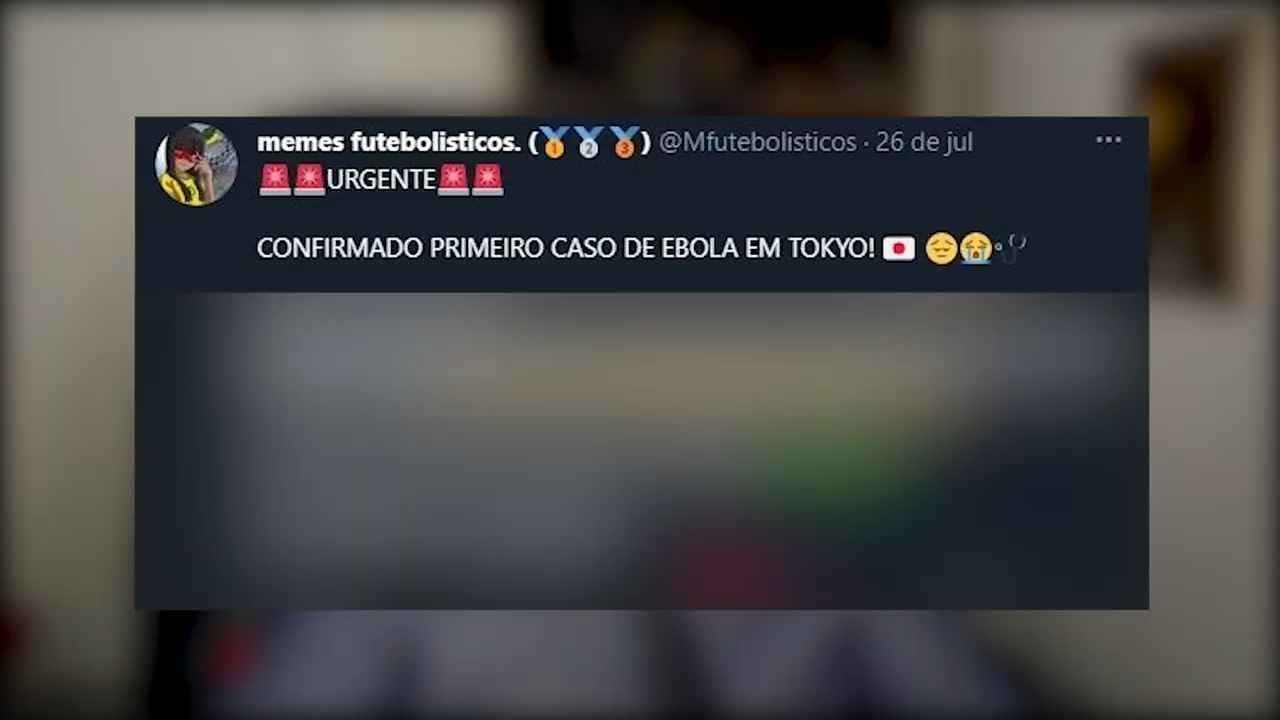 memes futebolisticos. (🥇🥈🥉) @Mfutebolisticos · 26 de jul
🚨🚨URGENTE🚨🚨
CONFIRMADO PRIMEIRO CASO DE EBOLA EM TOKYO! 🇯🇵 😔😭🩺